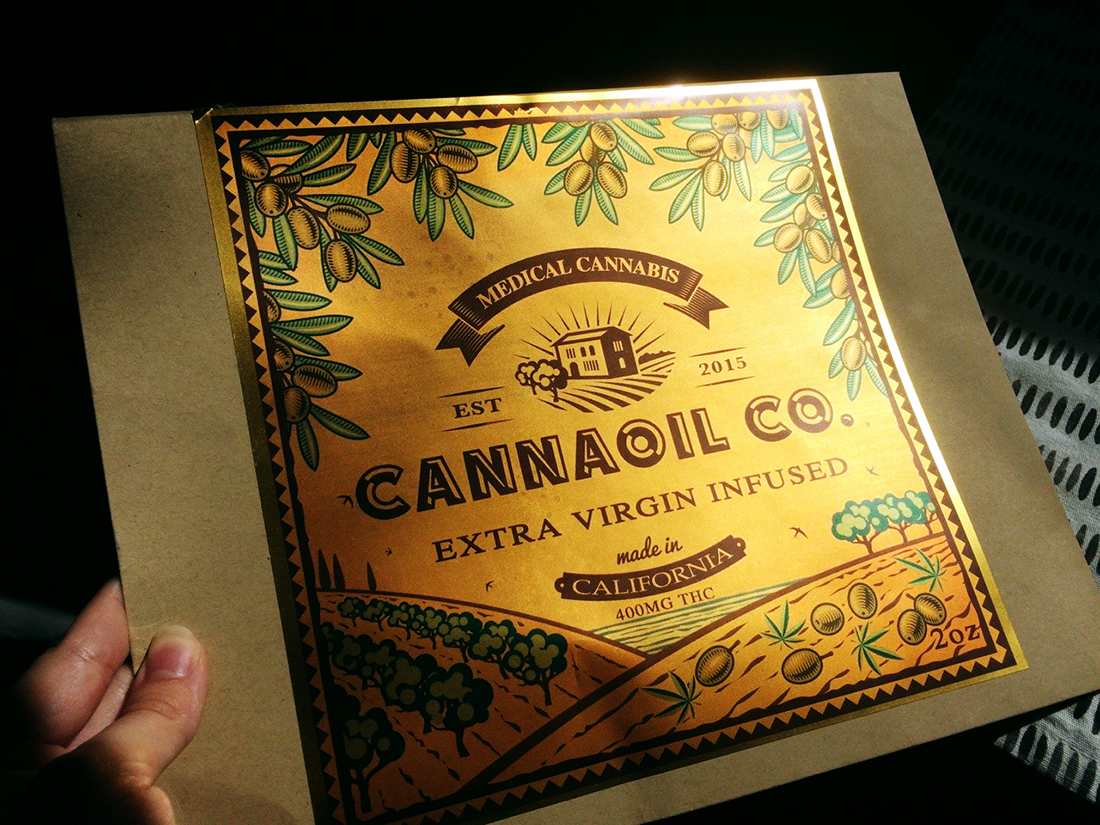 MEDICAL CANNABIS
EST 2015
CANNAOIL CO.
EXTRA VIRGIN INFUSED
made in
CALIFORNIA
400MG THC
2oz